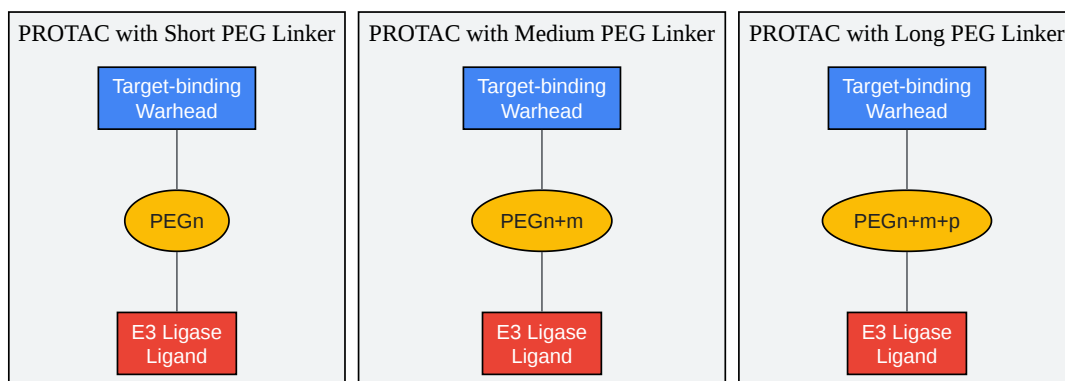 PROTAC with Short PEG Linker
Target-binding
Warhead
PEGn
E3 Ligase
Ligand
PROTAC with Medium PEG Linker
Target-binding
Warhead
PEGn+m
E3 Ligase
Ligand
PROTAC with Long PEG Linker
Target-binding
Warhead
PEGn+m+p
E3 Ligase
Ligand